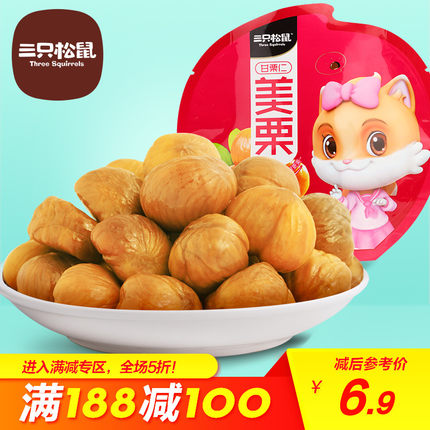 三只松鼠
Three Squirrels
三只松鼠
甘栗仁
美栗
进入满减专区，全场5折！
满188减100
减后参考价
￥6.9